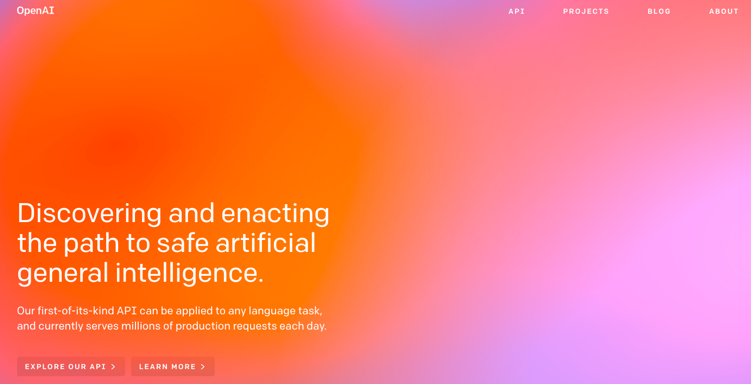 OpenAI
API PROJECTS BLOG ABOUT
Discovering and enacting
the path to safe artificial
general intelligence.
Our first-of-its-kind API can be applied to any language task,
and currently serves millions of production requests each day.
EXPLORE OUR API > LEARN MORE >